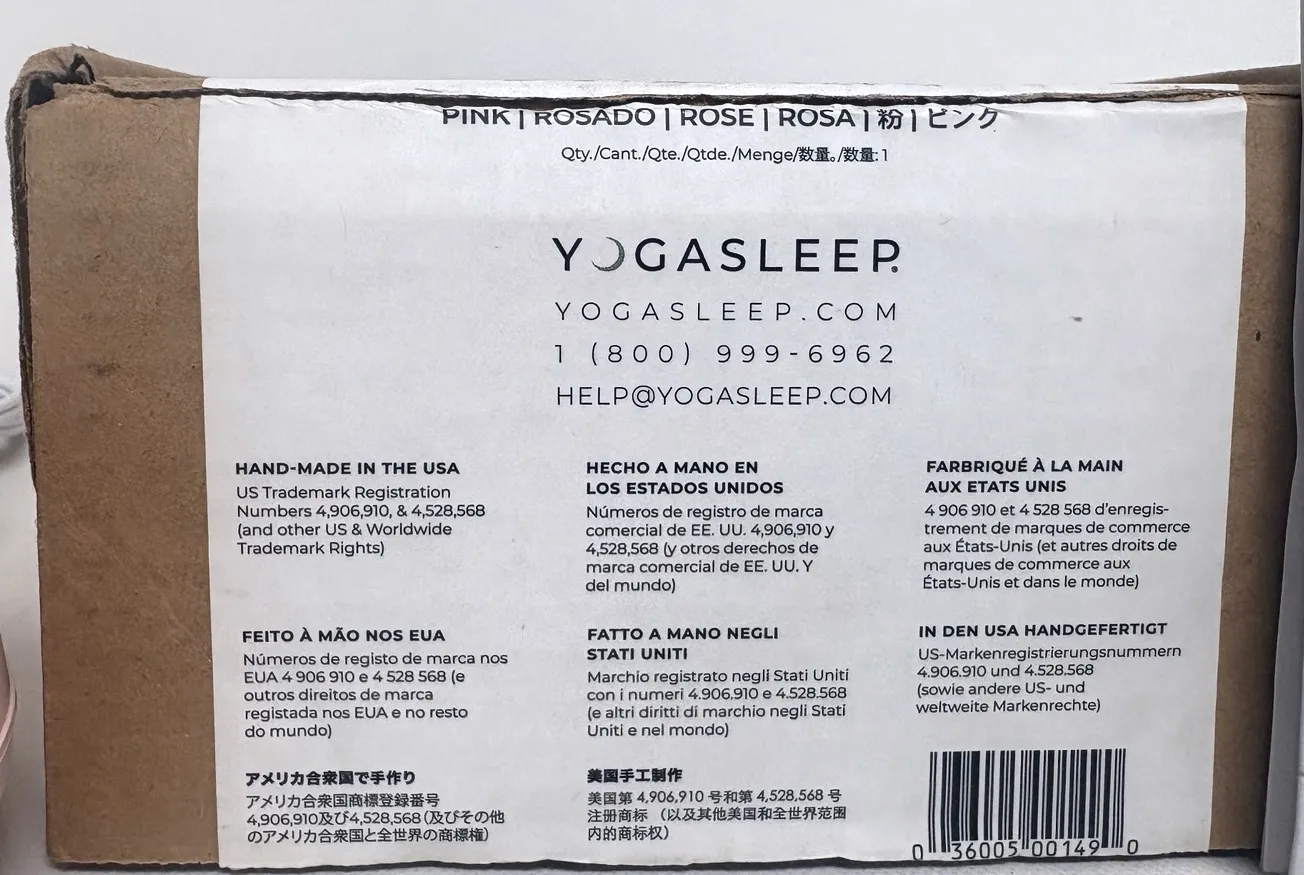 PINK | ROSADO | ROSE | ROSA | 粉 | ピンク
Qty./Cant./Qte./Qtde./Menge/数量。/数量: 1
YOGASLEEP.
YOGASLEEP.COM
1 (800) 999-6962
HELP@YOGASLEEP.COM
HAND-MADE IN THE USA
US Trademark Registration
Numbers 4,906,910, & 4,528,568
(and other US & Worldwide
Trademark Rights)
HECHO A MANO EN
LOS ESTADOS UNIDOS
Números de registro de marca
comercial de EE. UU. 4,906,910 y
4,528,568 (y otros derechos de
marca comercial de EE. UU. Y
del mundo)
FARBRIQUÉ À LA MAIN
AUX ETATS UNIS
4 906 910 et 4 528 568 d'enregis-
trement de marques de commerce
aux États-Unis (et autres droits de
marques de commerce aux
États-Unis et dans le monde)
FEITO À MÃO NOS EUA
Números de registo de marca nos
EUA 4 906 910 e 4 528 568 (e
outros direitos de marca
registada nos EUA e no resto
do mundo)
FATTO A MANO NEGLI
STATI UNITI
Marchio registrato negli Stati Uniti
con i numeri 4.906.910 e 4.528.568
(e altri diritti di marchio negli Stati
Uniti e nel mondo)
IN DEN USA HANDGEFERTIGT
US-Markenregistrierungsnummern
4.906.910 und 4.528.568
(sowie andere US- und
weltweite Markenrechte)
アメリカ合衆国で手作り
アメリカ合衆国商標登録番号
4,906,910及び4,528,568（及びその他
のアメリカ合衆国と全世界の商標権）
美国手工制作
美国第 4,906,910 号和第 4,528,568 号
注册商标 （以及其他美国和全世界范围
内的商标权）
0 36005 00149 0